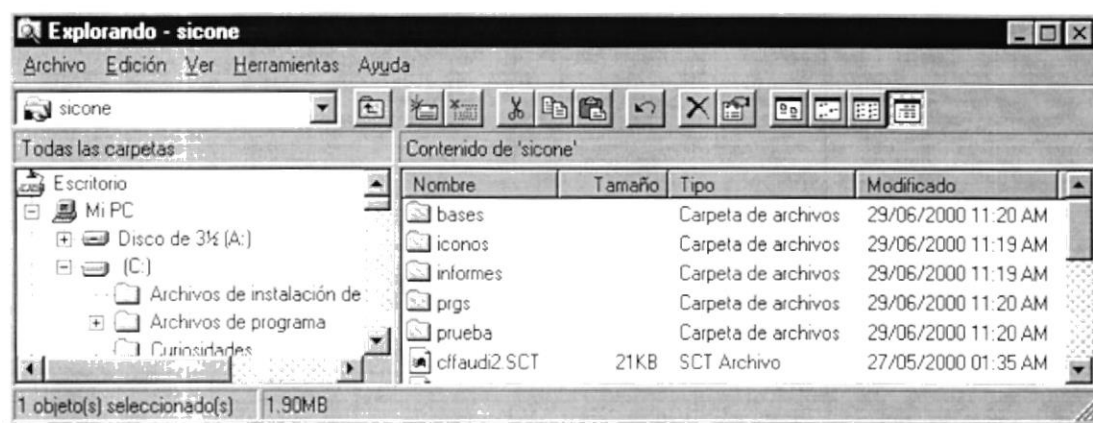 Explorando - sicone
Archivo Edición Ver Herramientas Ayuda
sicone
Todas las carpetas
Contenido de 'sicone'
Escritorio
Mi PC
Disco de 3½ (A:)
(C:)
Archivos de instalación de
Archivos de programa
Curiosidades
Nombre Tamaño Tipo Modificado
bases Carpeta de archivos 29/06/2000 11:20 AM
iconos Carpeta de archivos 29/06/2000 11:19 AM
informes Carpeta de archivos 29/06/2000 11:19 AM
prgs Carpeta de archivos 29/06/2000 11:20 AM
prueba Carpeta de archivos 29/06/2000 11:20 AM
cffaudi2.SCT 21KB SCT Archivo 27/05/2000 01:35 AM
1 objeto(s) seleccionado(s) 1.90MB